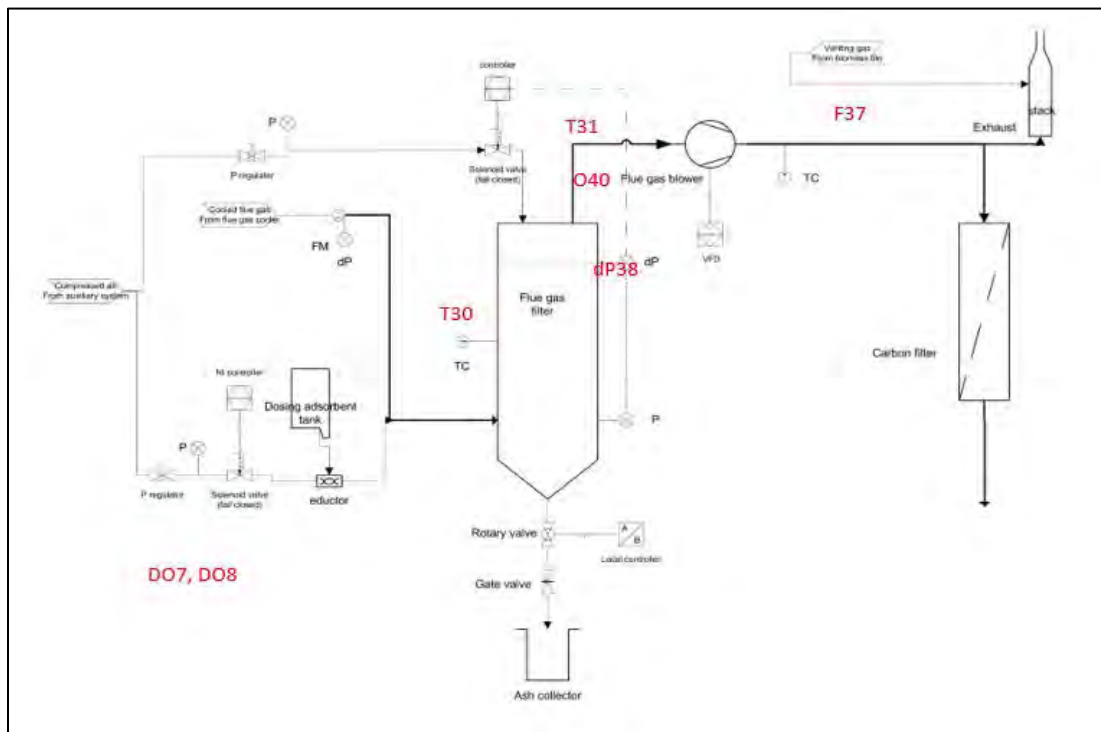 Venting gas
From biomass bin
controller
stack
F37
T31
P
Exhaust
P regulator
Solenoid valve
(fail closed)
O40
Flue gas blower
TC
Cooled flue gas
From flue gas cooler
FM
dP
VFD
dP38
dP
Compressed air
From auxiliary system
Flue gas
filter
T30
TC
Carbon filter
N controller
Dosing adsorbent
tank
P
P
P regulator
Solenoid valve
(fail closed)
eductor
Rotary valve
A
B
Local controller
DO7, DO8
Gate valve
Ash collector